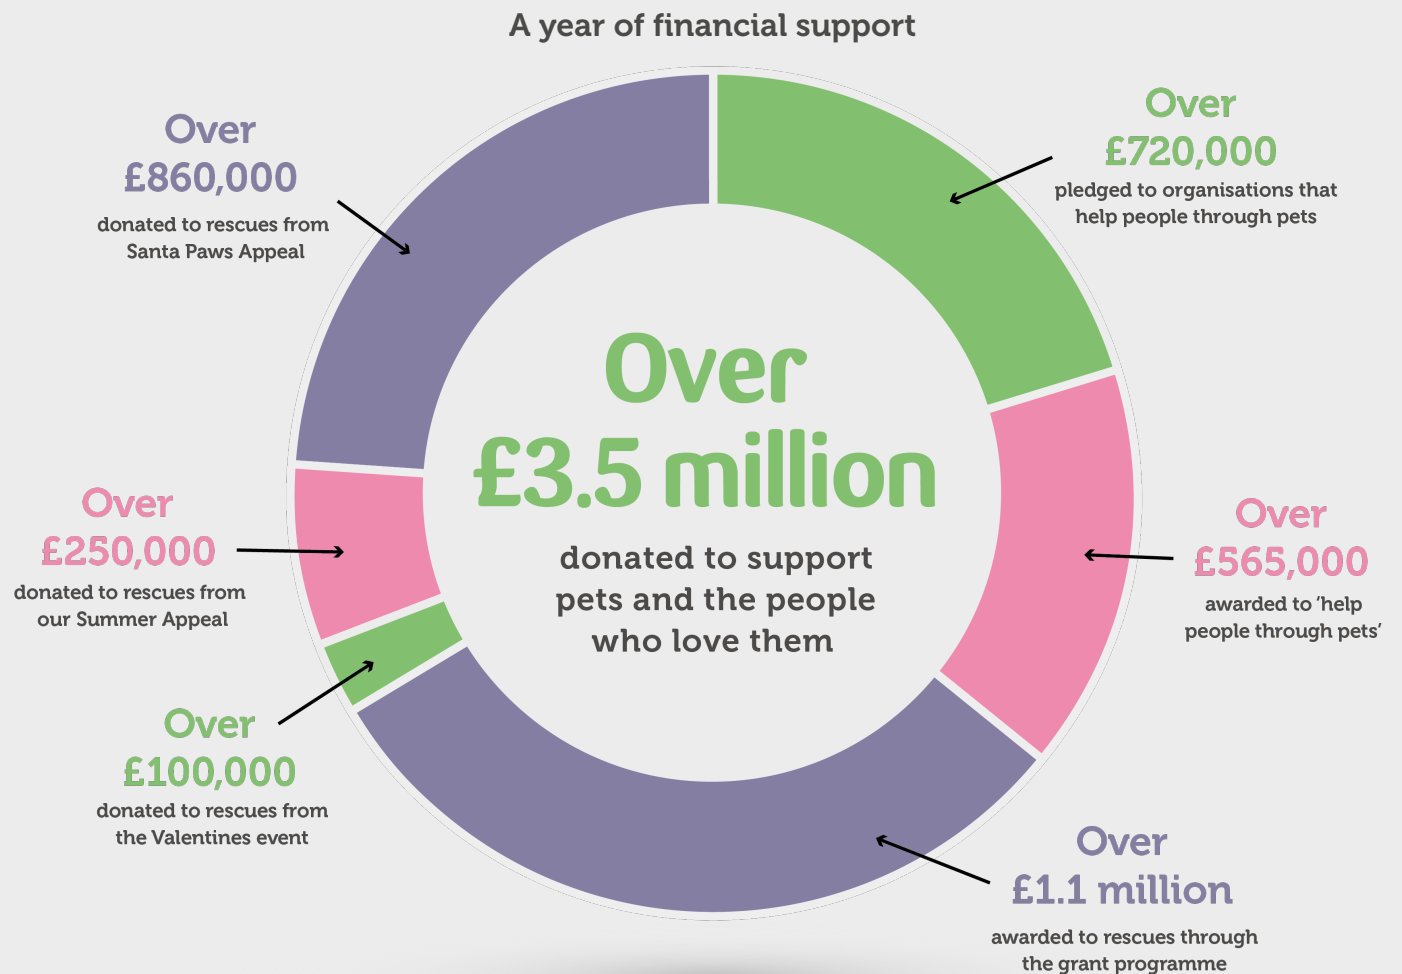 A year of financial support
Over
£720,000
pledged to organisations that
help people through pets
Over
£565,000
awarded to ‘help
people through pets’
Over
£1.1 million
awarded to rescues through
the grant programme
Over
£100,000
donated to rescues from
the Valentines event
Over
£250,000
donated to rescues from
our Summer Appeal
Over
£860,000
donated to rescues from
Santa Paws Appeal
Over
£3.5 million
donated to support
pets and the people
who love them